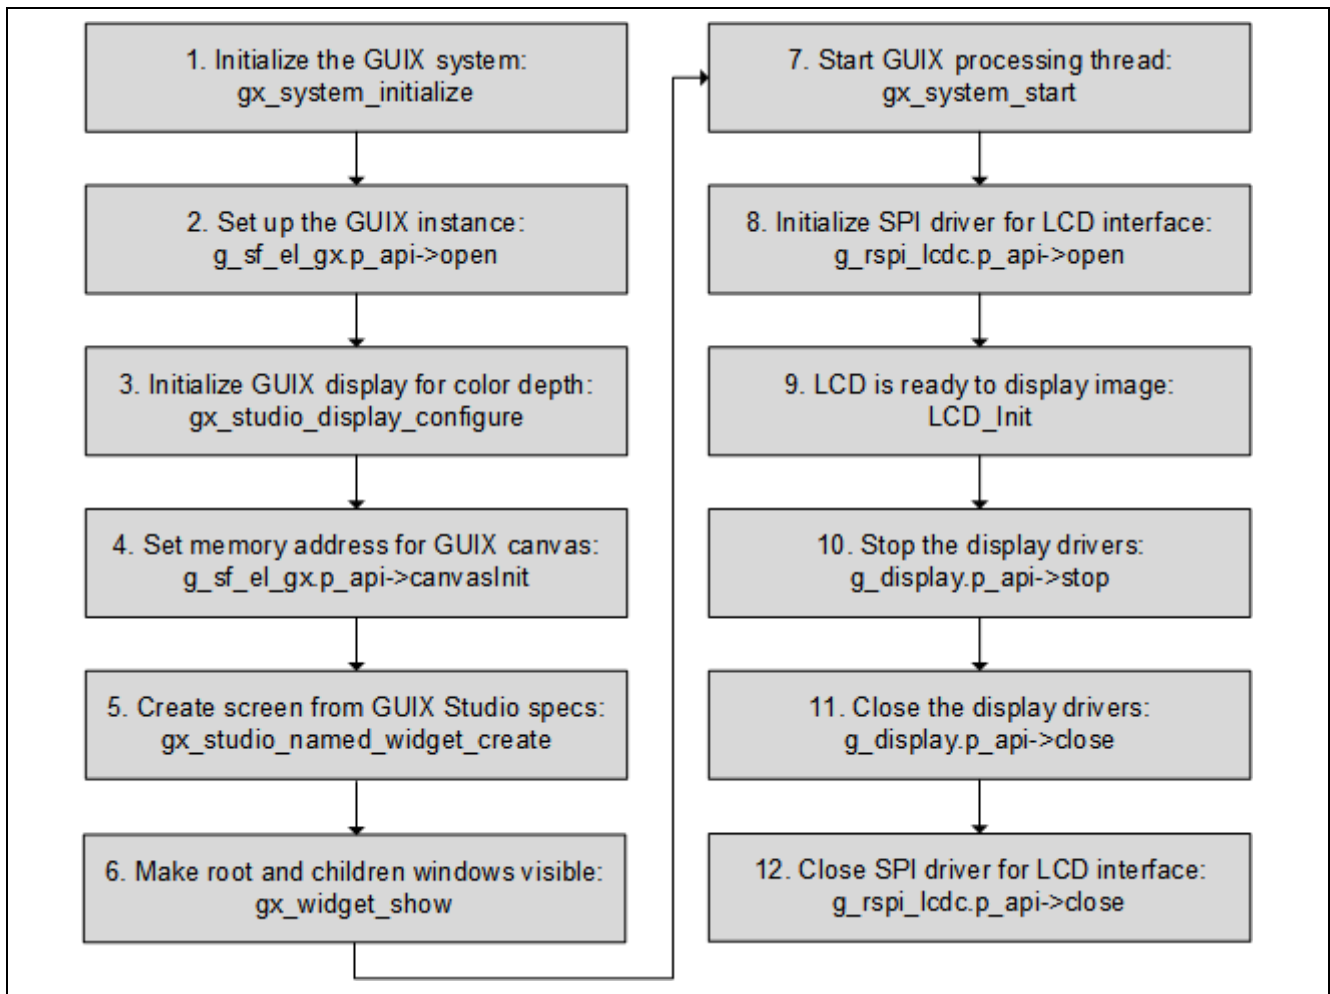 1. Initialize the GUIX system:
gx_system_initialize
2. Set up the GUIX instance:
g_sf_el_gx.p_api->open
3. Initialize GUIX display for color depth:
gx_studio_display_configure
4. Set memory address for GUIX canvas:
g_sf_el_gx.p_api->canvasInit
5. Create screen from GUIX Studio specs:
gx_studio_named_widget_create
6. Make root and children windows visible:
gx_widget_show
7. Start GUIX processing thread:
gx_system_start
8. Initialize SPI driver for LCD interface:
g_rspi_lcdc.p_api->open
9. LCD is ready to display image:
LCD_Init
10. Stop the display drivers:
g_display.p_api->stop
11. Close the display drivers:
g_display.p_api->close
12. Close SPI driver for LCD interface:
g_rspi_lcdc.p_api->close